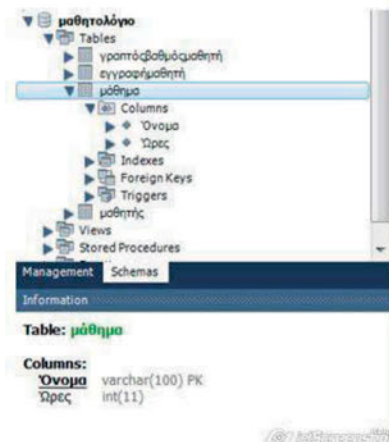 μαθητολόγιο
Tables
γραπτόςβαθμόςμαθητή
εγγραφήμαθητή
μάθημα
Columns
Όνομα
Ώρες
Indexes
Foreign Keys
Triggers
μαθητής
Views
Stored Procedures
Management Schemas
Information
Table: μάθημα
Columns:
Όνομα varchar(100) PK
Ώρες int(11)